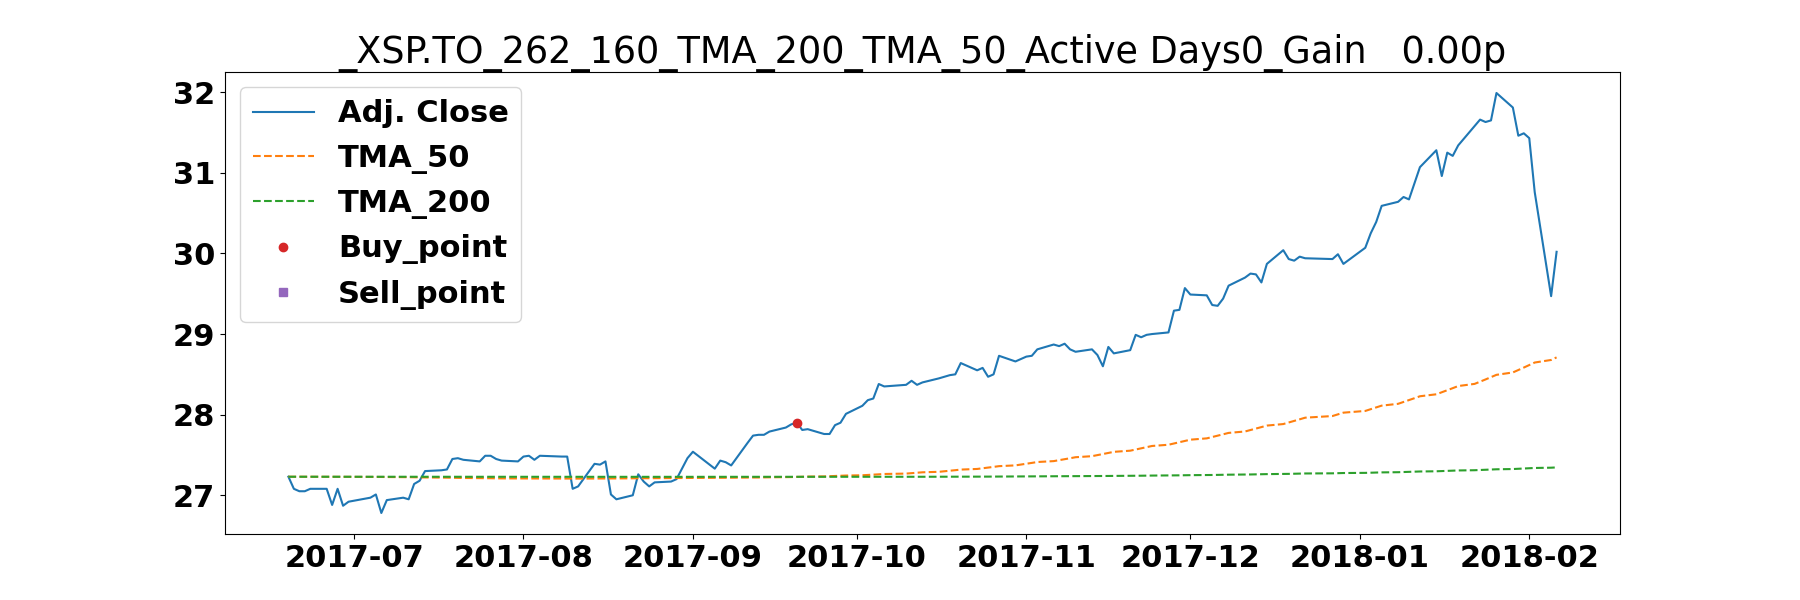 _XSP.TO_262_160_TMA_200_TMA_50_Active Days0_Gain   0.00p
32
31
30
29
28
27
Adj. Close
TMA_50
TMA_200
Buy_point
Sell_point
2017-07 2017-08 2017-09 2017-10 2017-11 2017-12 2018-01 2018-02